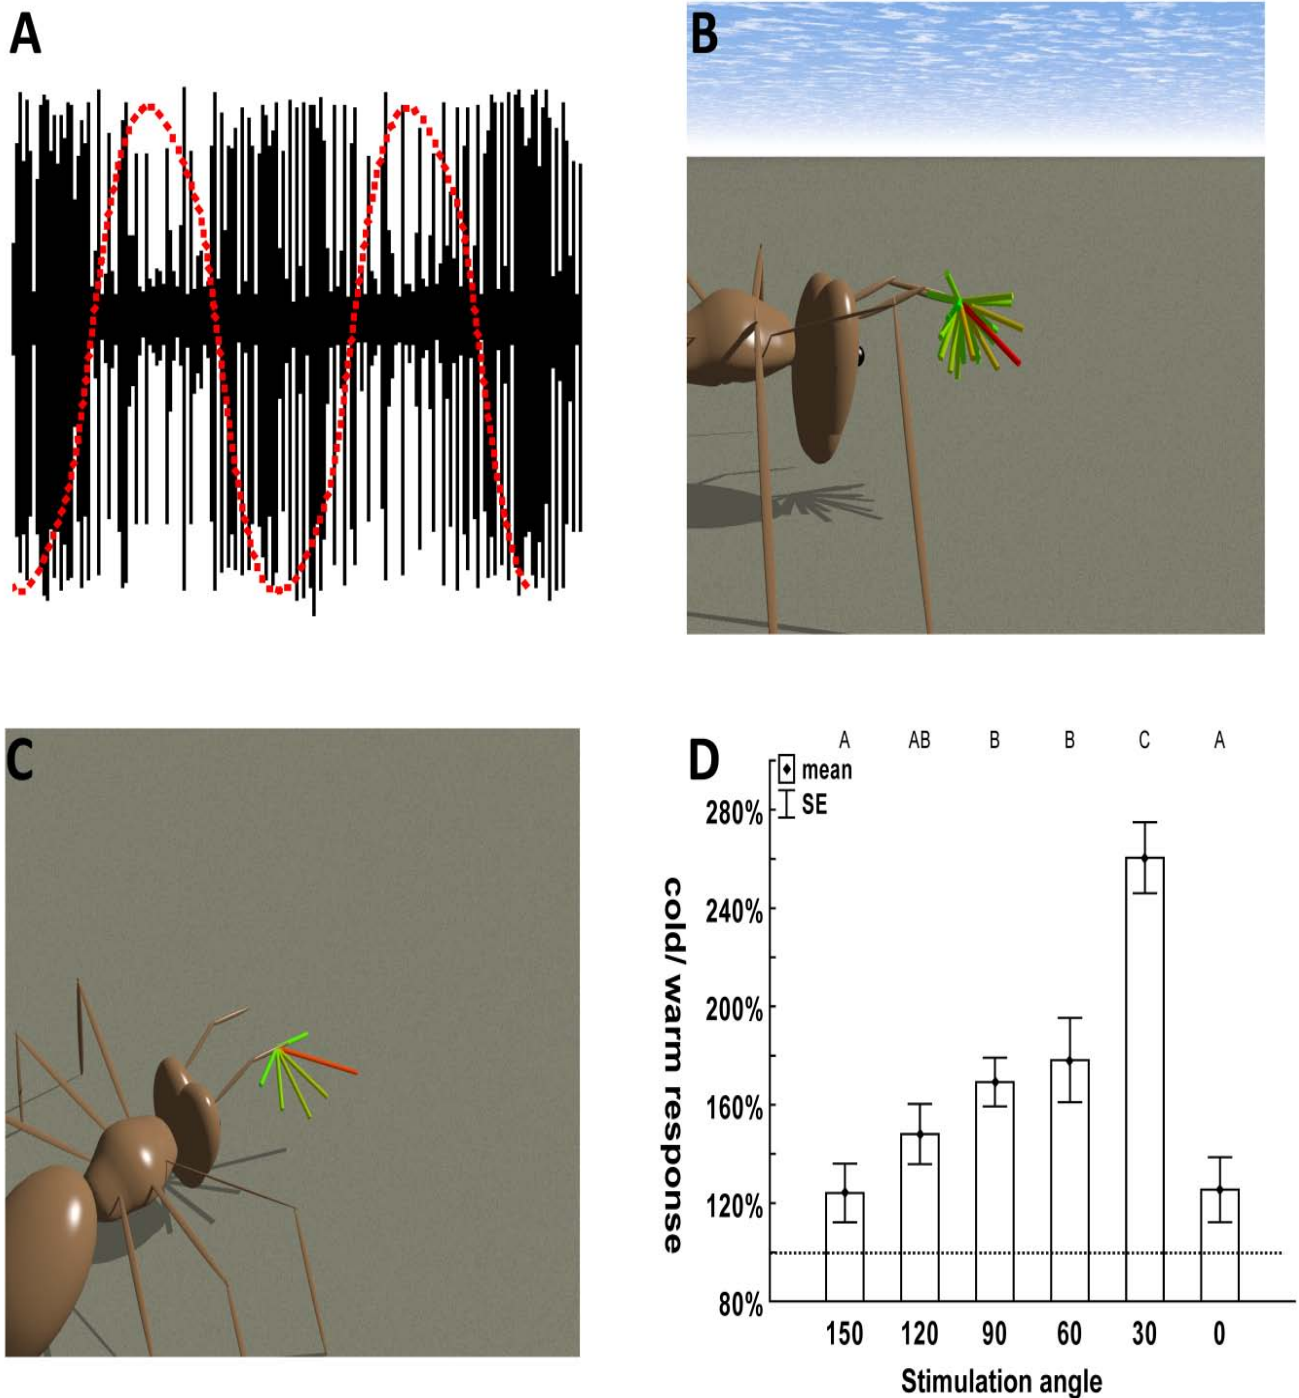 A
B
C
D
A AB B B C A
mean
SE
280%
240%
200%
160%
120%
80%
cold/ warm response
150 120 90 60 30 0
Stimulation angle